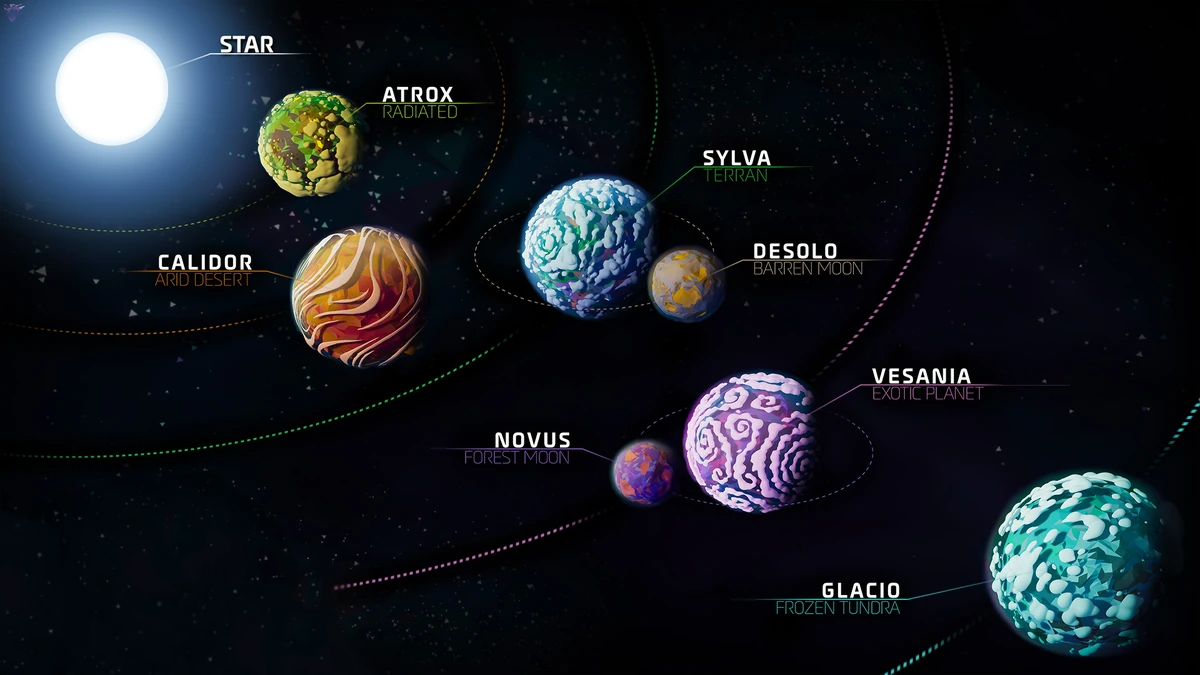 STAR
ATROX
RADIATED
SYLVA
TERRAN
CALIDOR
ARID DESERT
DESOLO
BARREN MOON
VESANIA
EXOTIC PLANET
NOVUS
FOREST MOON
GLACIO
FROZEN TUNDRA